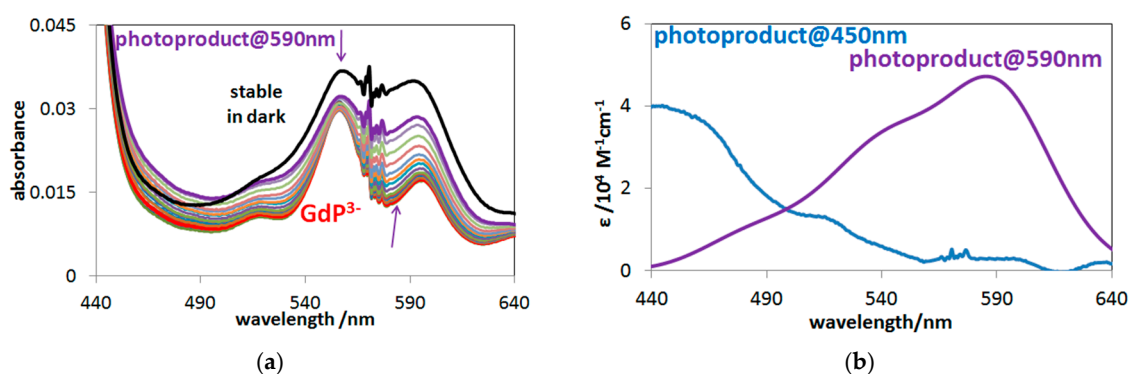 0.045
0.03
0.015
0
absorbance
photoproduct@590nm
stable
in dark
GdP3-
440
490
540
590
640
wavelength /nm
(a)
6
4
2
0
ε /10⁴ M⁻¹cm⁻¹
photoproduct@450nm
photoproduct@590nm
440
490
540
590
640
wavelength/nm
(b)